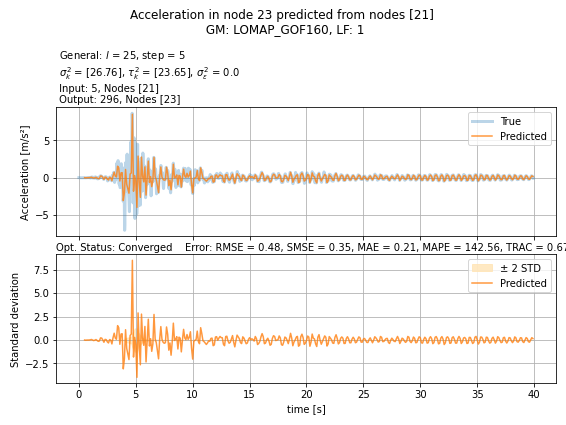 Acceleration in node 23 predicted from nodes [21]
GM: LOMAP_GOF160, LF: 1
General: l = 25, step = 5
σ²ₖ = [26.76], τ²ₖ = [23.65], σ²ε = 0.0
Input: 5, Nodes [21]
Output: 296, Nodes [23]
Acceleration [m/s²]
5
0
−5
True
Predicted
Opt. Status: Converged Error: RMSE = 0.48, SMSE = 0.35, MAE = 0.21, MAPE = 142.56, TRAC = 0.67
Standard deviation
7.5
5.0
2.5
0.0
−2.5
± 2 STD
Predicted
0 5 10 15 20 25 30 35 40
time [s]